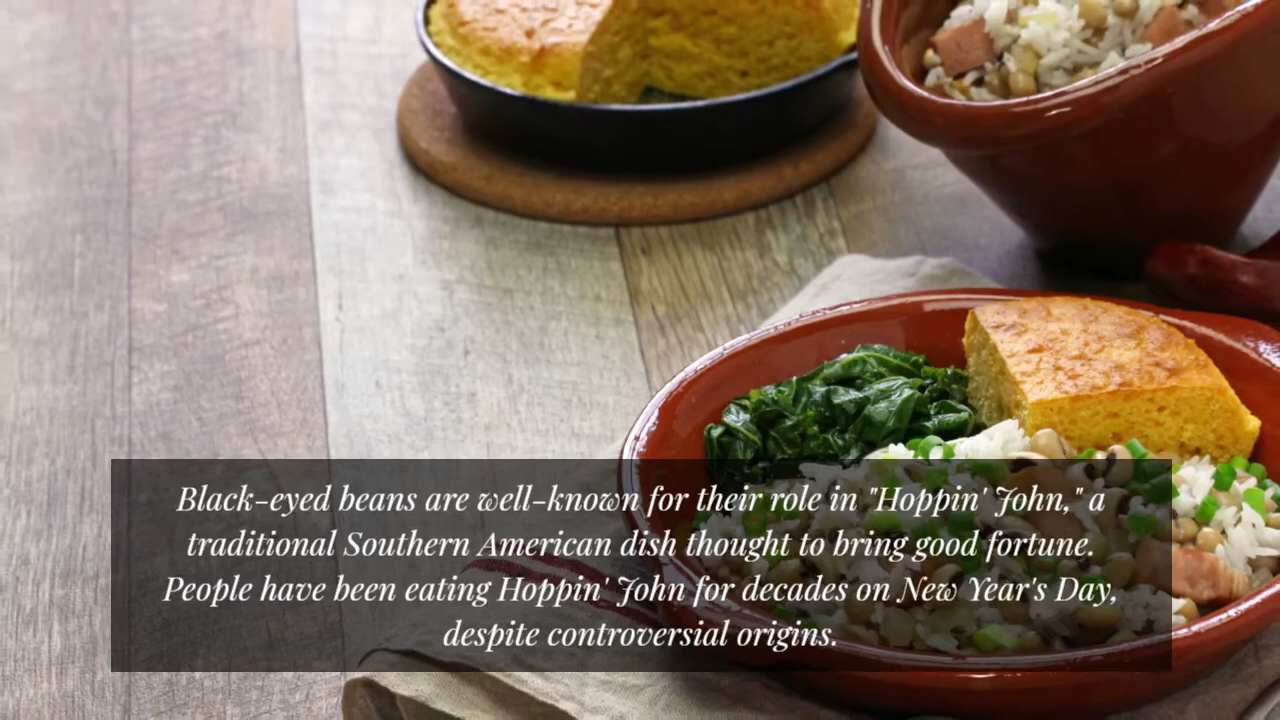 Black-eyed beans are well-known for their role in "Hoppin' John," a
traditional Southern American dish thought to bring good fortune.
People have been eating Hoppin' John for decades on New Year's Day,
despite controversial origins.